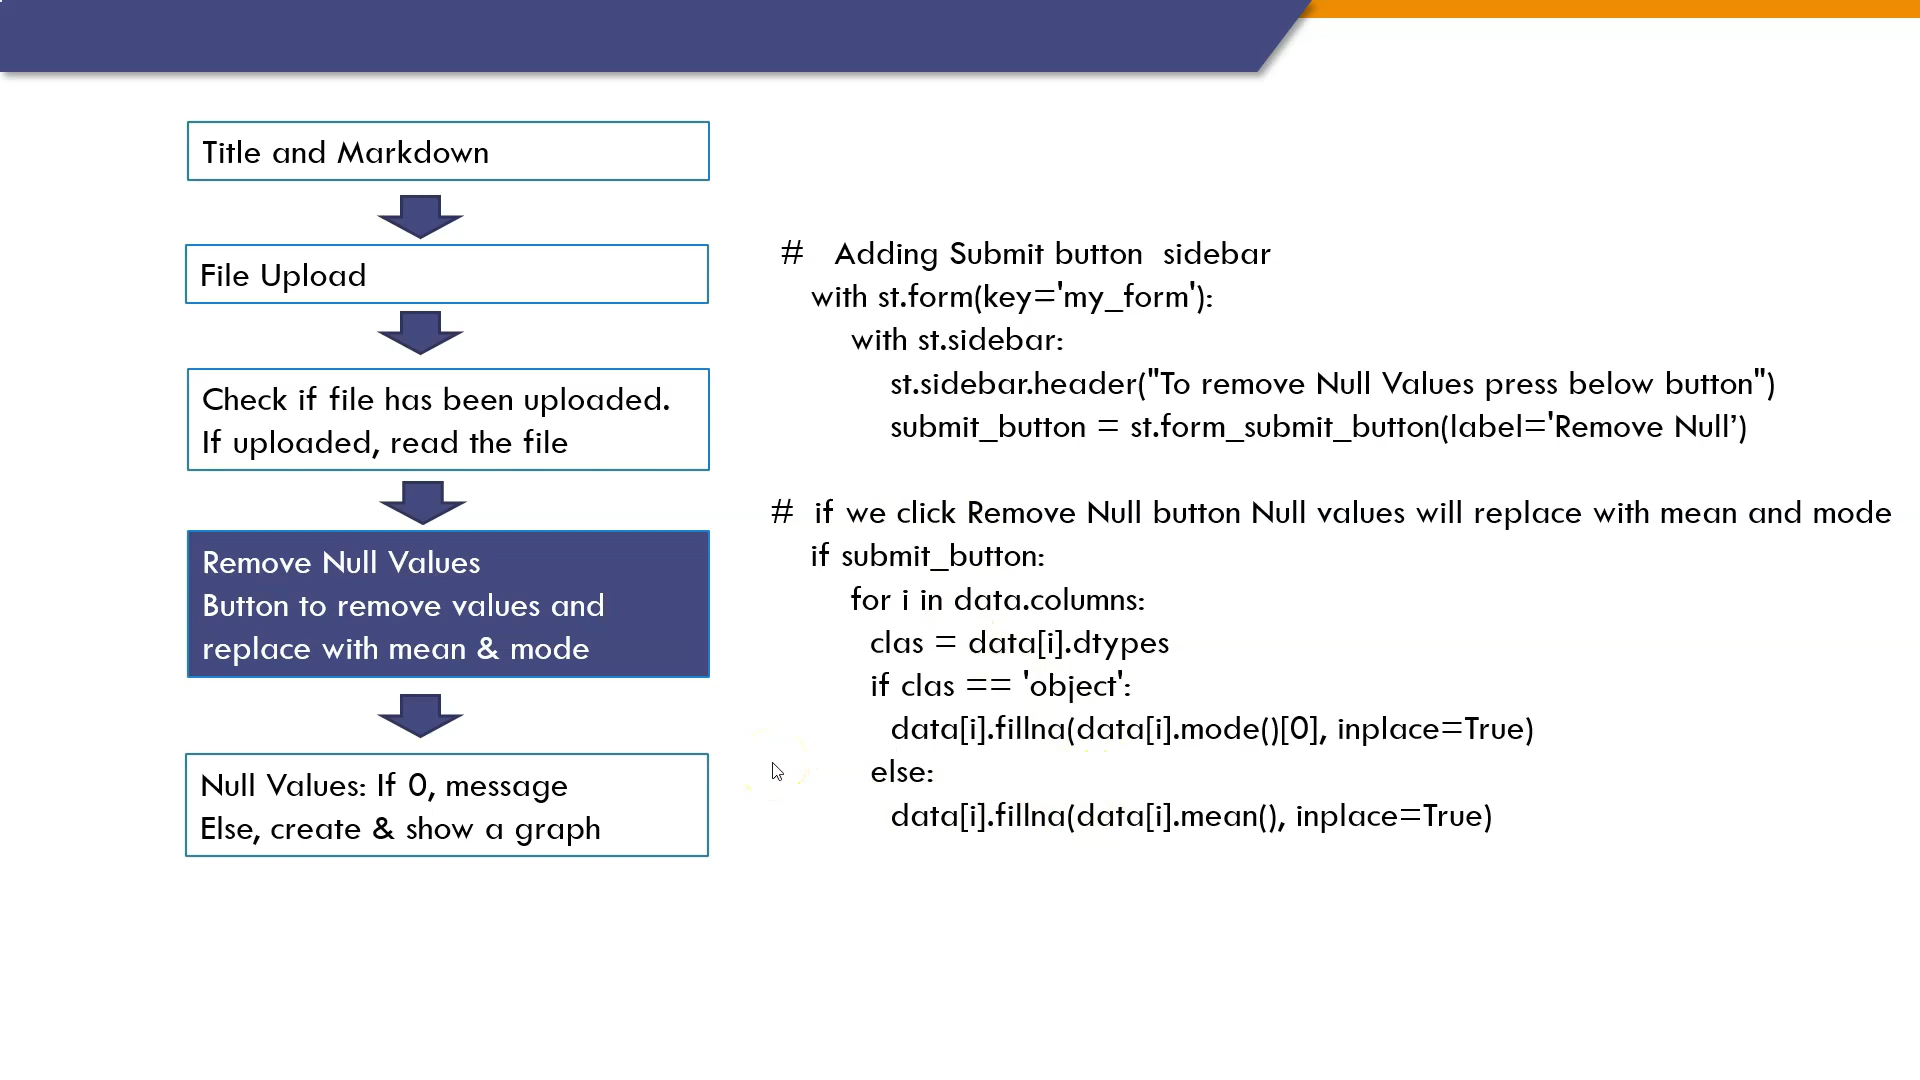 Title and Markdown
File Upload
Check if file has been uploaded.
If uploaded, read the file
Remove Null Values
Button to remove values and
replace with mean & mode
Null Values: If 0, message
Else, create & show a graph
# Adding Submit button  sidebar
with st.form(key='my_form'):
with st.sidebar:
st.sidebar.header("To remove Null Values press below button")
submit_button = st.form_submit_button(label='Remove Null’)
# if we click Remove Null button Null values will replace with mean and mode
if submit_button:
for i in data.columns:
clas = data[i].dtypes
if clas == 'object':
data[i].fillna(data[i].mode()[0], inplace=True)
else:
data[i].fillna(data[i].mean(), inplace=True)